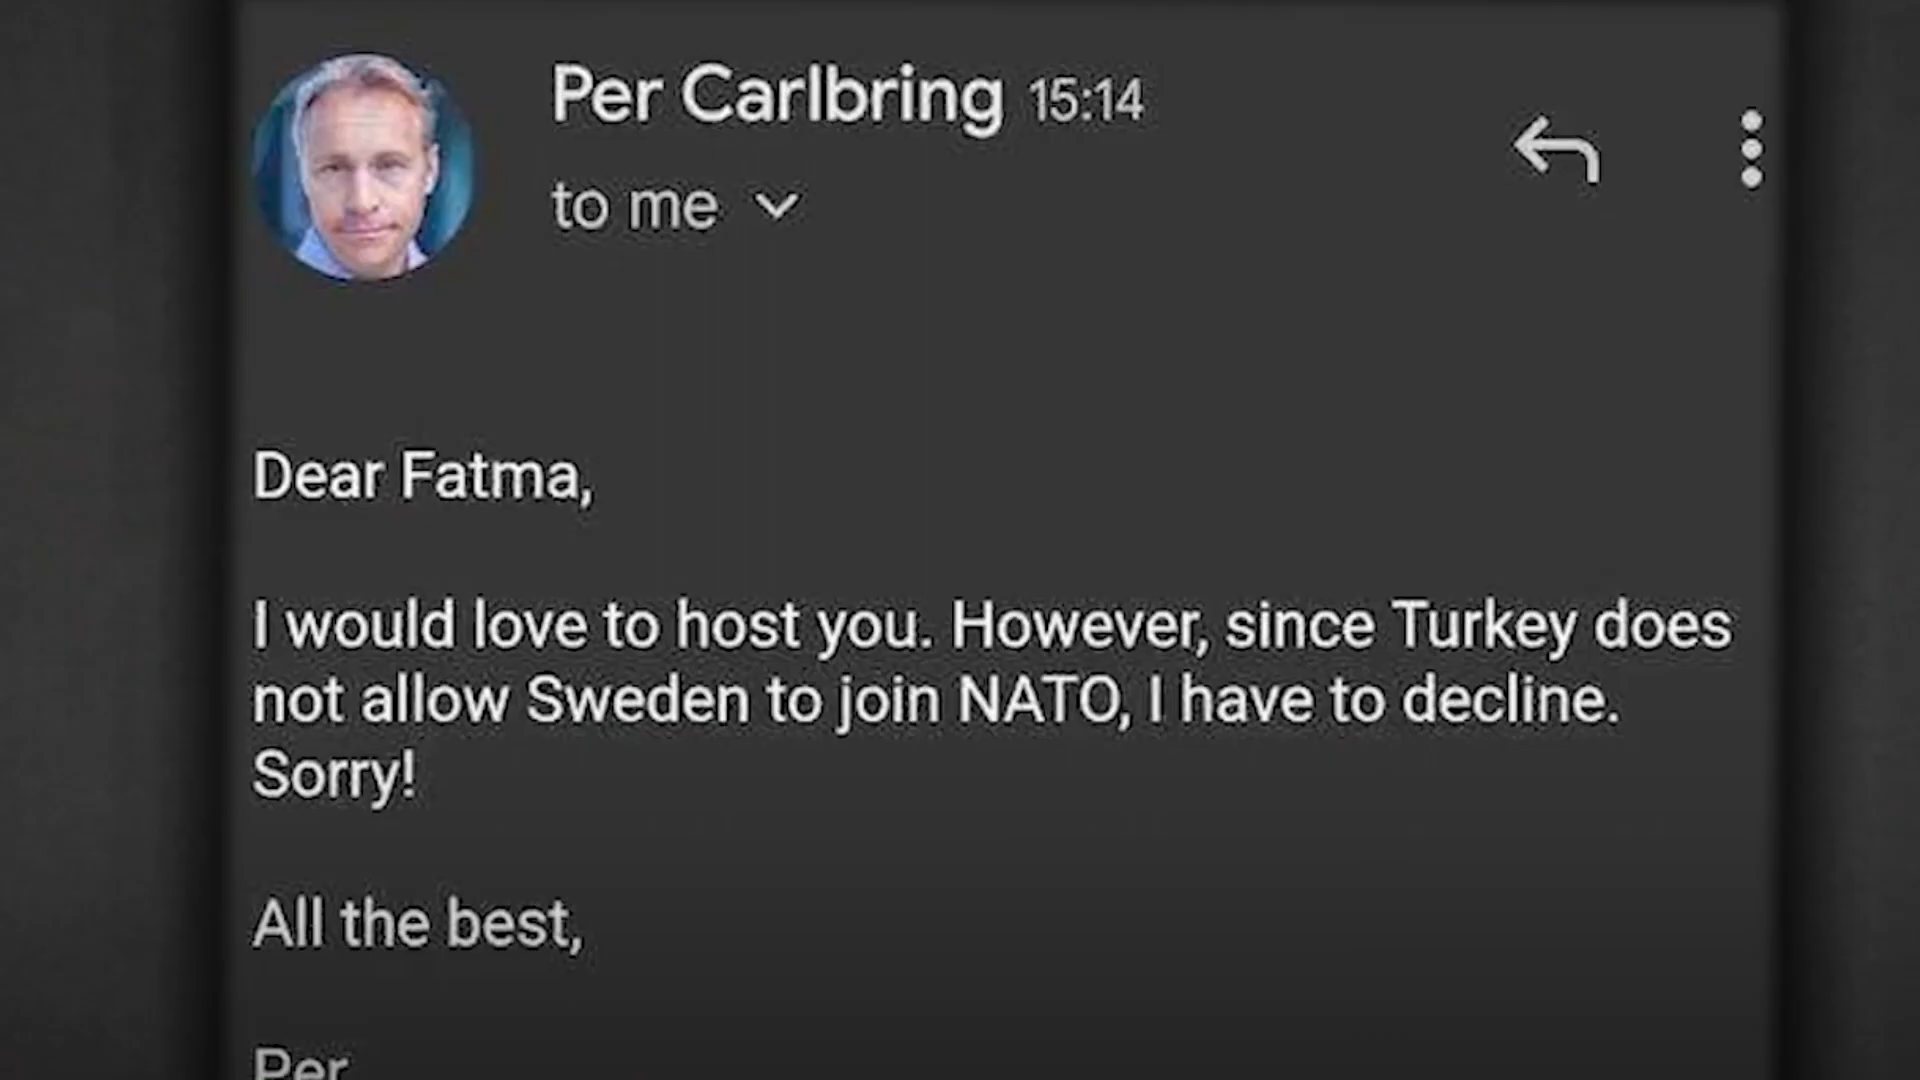 Per Carlbring 15:14
to me
Dear Fatma,
I would love to host you. However, since Turkey does
not allow Sweden to join NATO, I have to decline.
Sorry!
All the best,
Per